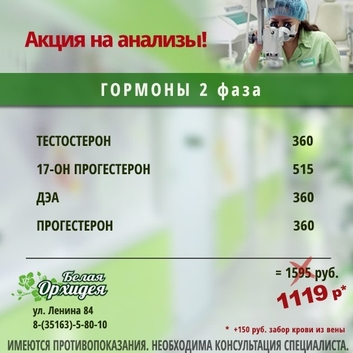 Акция на анализы!
ГОРМОНЫ 2 фаза
ТЕСТОСТЕРОН 360
17-ОН ПРОГЕСТЕРОН 515
ДЭА 360
ПРОГЕСТЕРОН 360
Белая
Орхидея
= 1595 руб.
1119 р*
ул. Ленина 84
8-(35163)-5-80-10
* +150 руб. забор крови из вены
ИМЕЮТСЯ ПРОТИВОПОКАЗАНИЯ. НЕОБХОДИМА КОНСУЛЬТАЦИЯ СПЕЦИАЛИСТА.